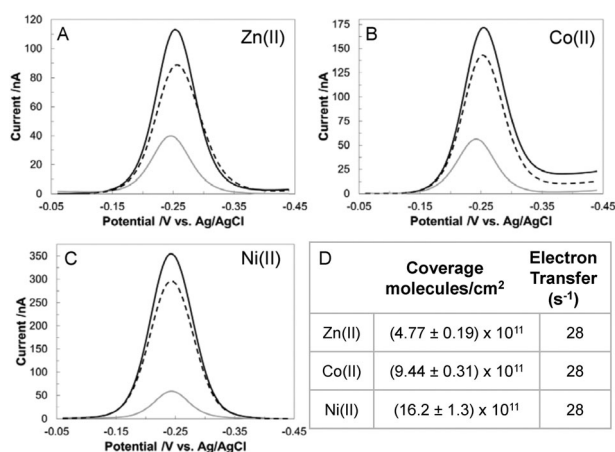 A
Zn(II)
120
100
80
60
40
20
0
Current /nA
-0.05 -0.15 -0.25 -0.35 -0.45
Potential /V vs. Ag/AgCl
B
Co(II)
175
150
125
100
75
50
25
0
Current /nA
-0.05 -0.15 -0.25 -0.35 -0.45
Potential /V vs. Ag/AgCl
C
Ni(II)
350
300
250
200
150
100
50
0
Current /nA
-0.05 -0.15 -0.25 -0.35 -0.45
Potential /V vs. Ag/AgCl
D
Coverage molecules/cm²
Electron Transfer (s⁻¹)
Zn(II) (4.77 ± 0.19) x 10¹¹ 28
Co(II) (9.44 ± 0.31) x 10¹¹ 28
Ni(II) (16.2 ± 1.3) x 10¹¹ 28